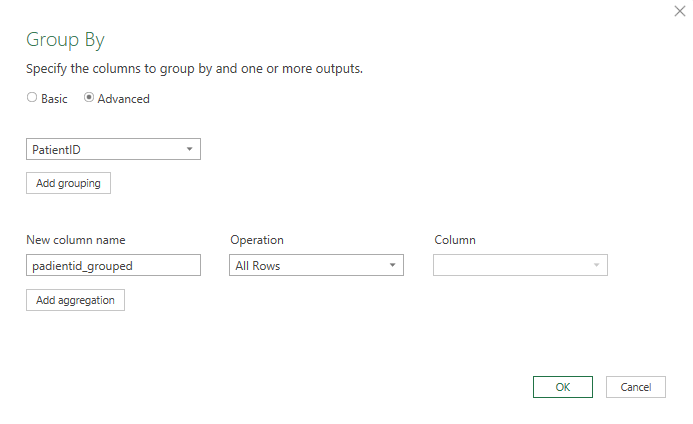 Group By
Specify the columns to group by and one or more outputs.
Basic Advanced
PatientID
Add grouping
New column name Operation Column
padientid_grouped All Rows
Add aggregation
OK Cancel